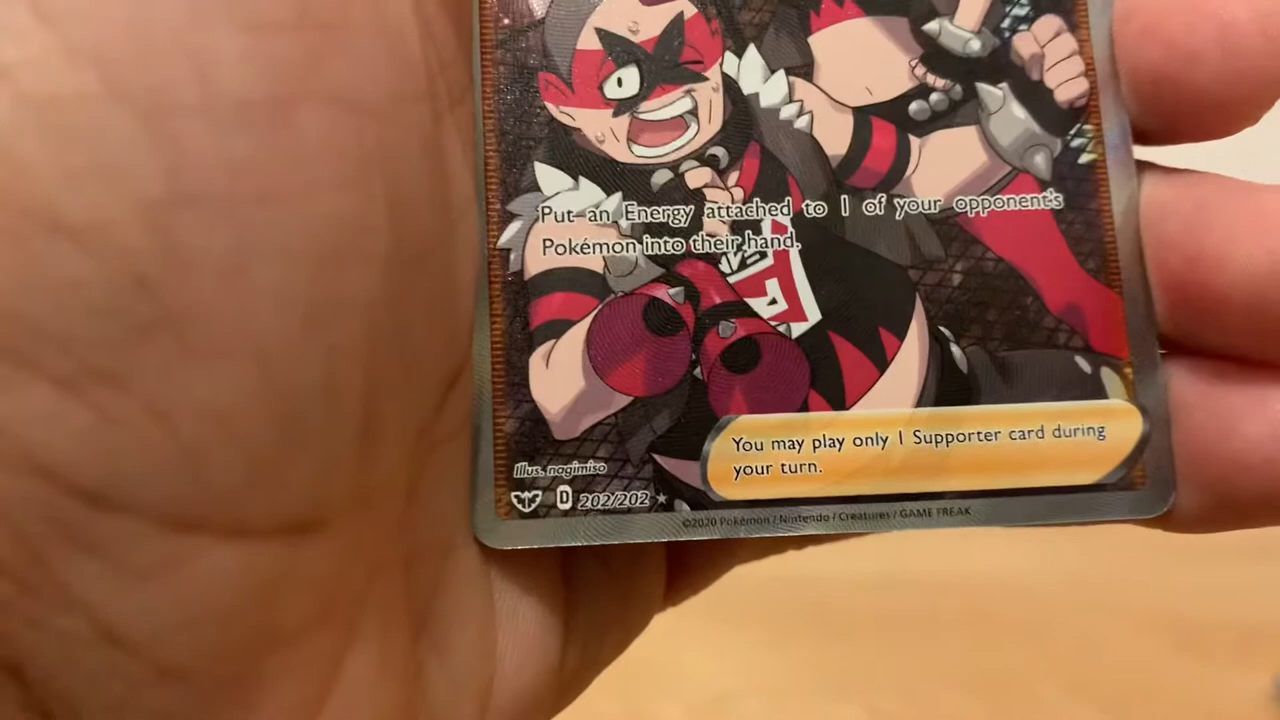 Put an Energy attached to 1 of your opponent's
Pokémon into their hand.
You may play only 1 Supporter card during
your turn.
Illus. nagimiso
D 202/202
©2020 Pokémon / Nintendo / Creatures / GAME FREAK